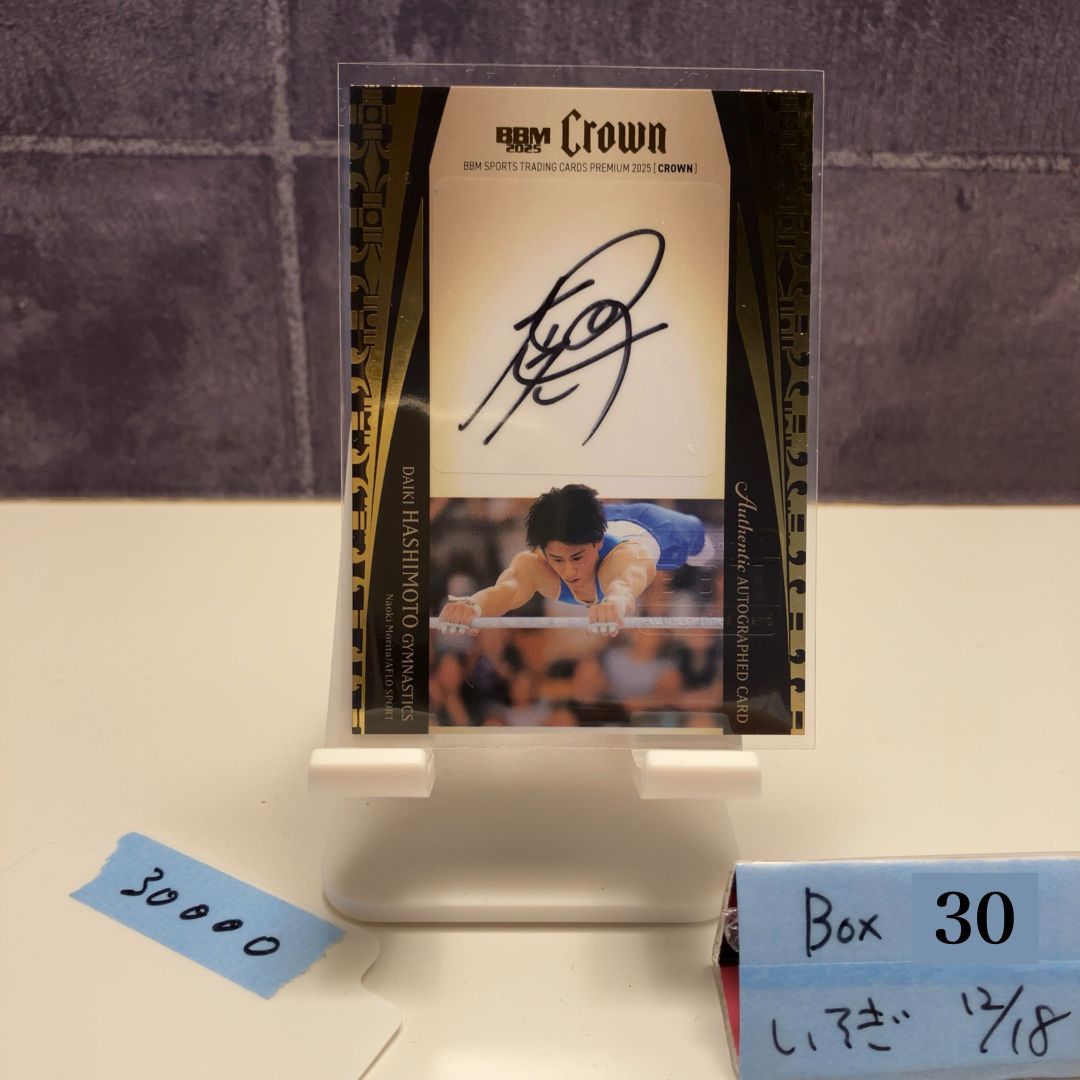 BBM
2025
Crown
BBM SPORTS TRADING CARDS PREMIUM 2025 [CROWN]
DAIKI HASHIMOTO GYMNASTICS
Naoki Morita/AFLO SPORT
Authentic AUTOGRAPHED CARD
30000
Box 30
いろぎ 12/18